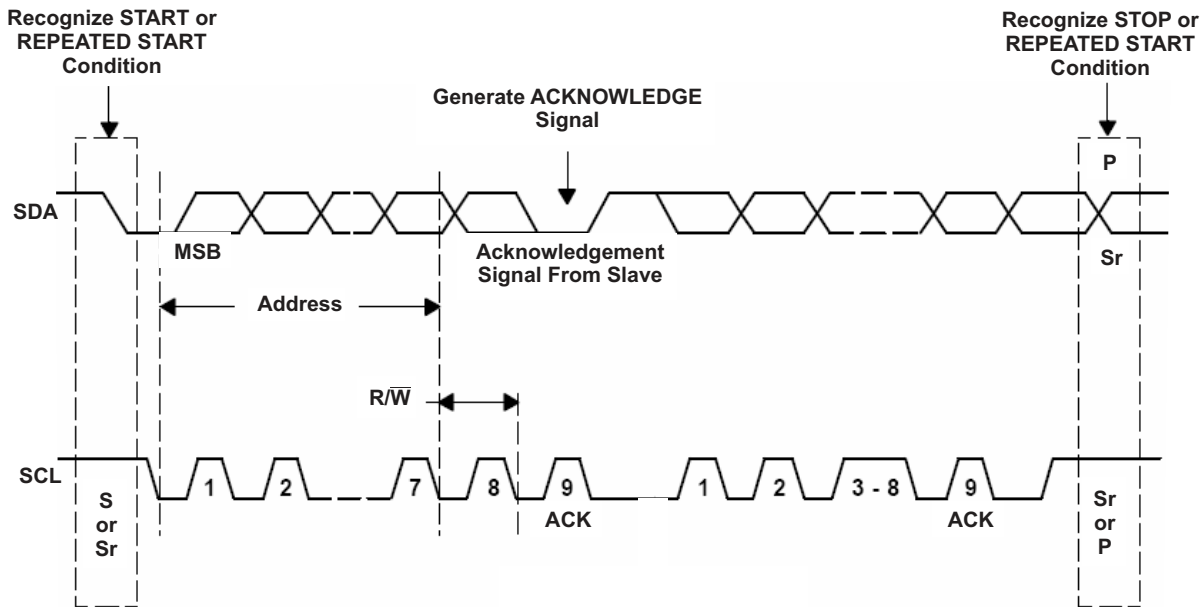 Recognize START or
REPEATED START
Condition
Recognize STOP or
REPEATED START
Condition
Generate ACKNOWLEDGE
Signal
P
SDA
MSB
Acknowledgement
Signal From Slave
Sr
Address
R/W̅
SCL
1
2
7
8
9
1
2
3 - 8
9
ACK
ACK
S
or
Sr
Sr
or
P